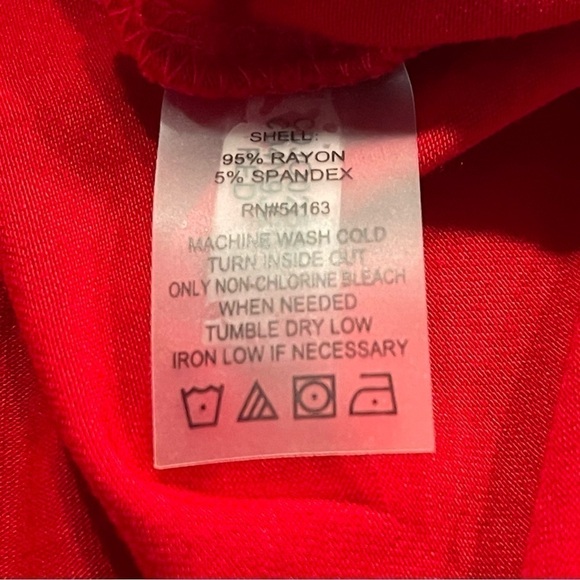 SHELL:
95% RAYON
5% SPANDEX
RN#54163
MACHINE WASH COLD
TURN INSIDE OUT
ONLY NON-CHLORINE BLEACH
WHEN NEEDED
TUMBLE DRY LOW
IRON LOW IF NECESSARY